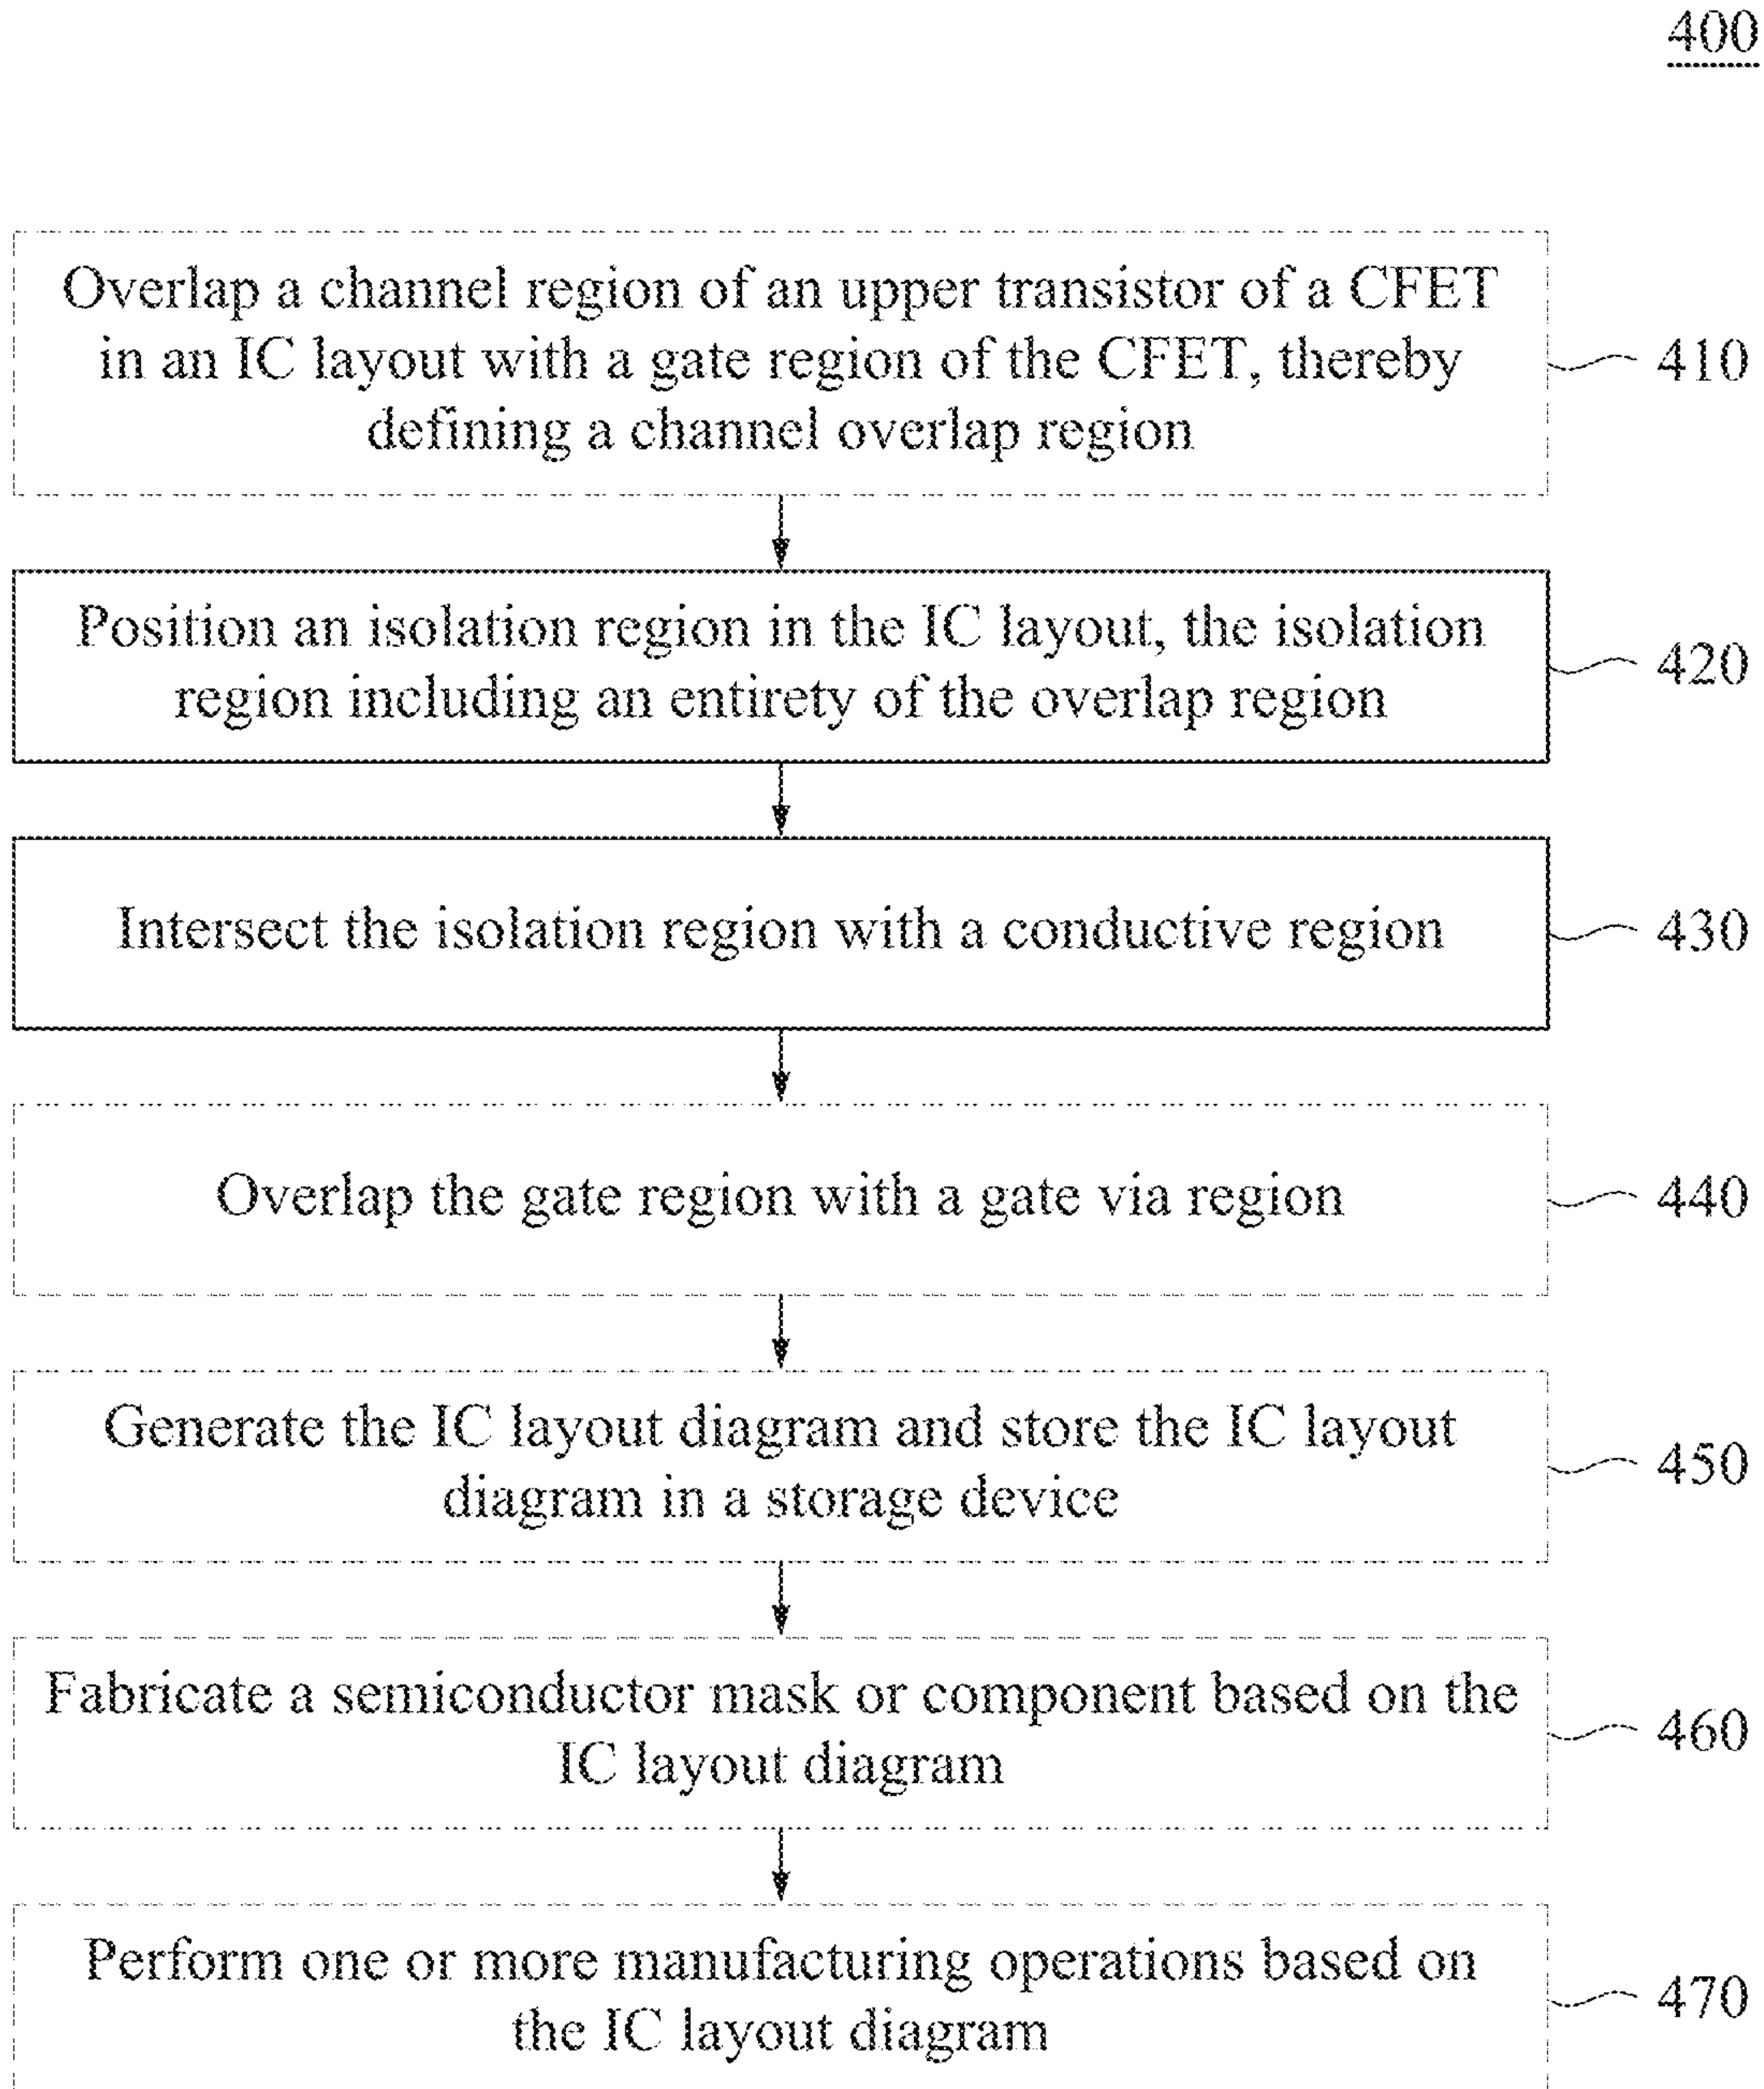 400
Overlap a channel region of an upper transistor of a CFET
in an IC layout with a gate region of the CFET, thereby
defining a channel overlap region
410
Position an isolation region in the IC layout, the isolation
region including an entirety of the overlap region
420
Intersect the isolation region with a conductive region
430
Overlap the gate region with a gate via region
440
Generate the IC layout diagram and store the IC layout
diagram in a storage device
450
Fabricate a semiconductor mask or component based on the
IC layout diagram
460
Perform one or more manufacturing operations based on
the IC layout diagram
470